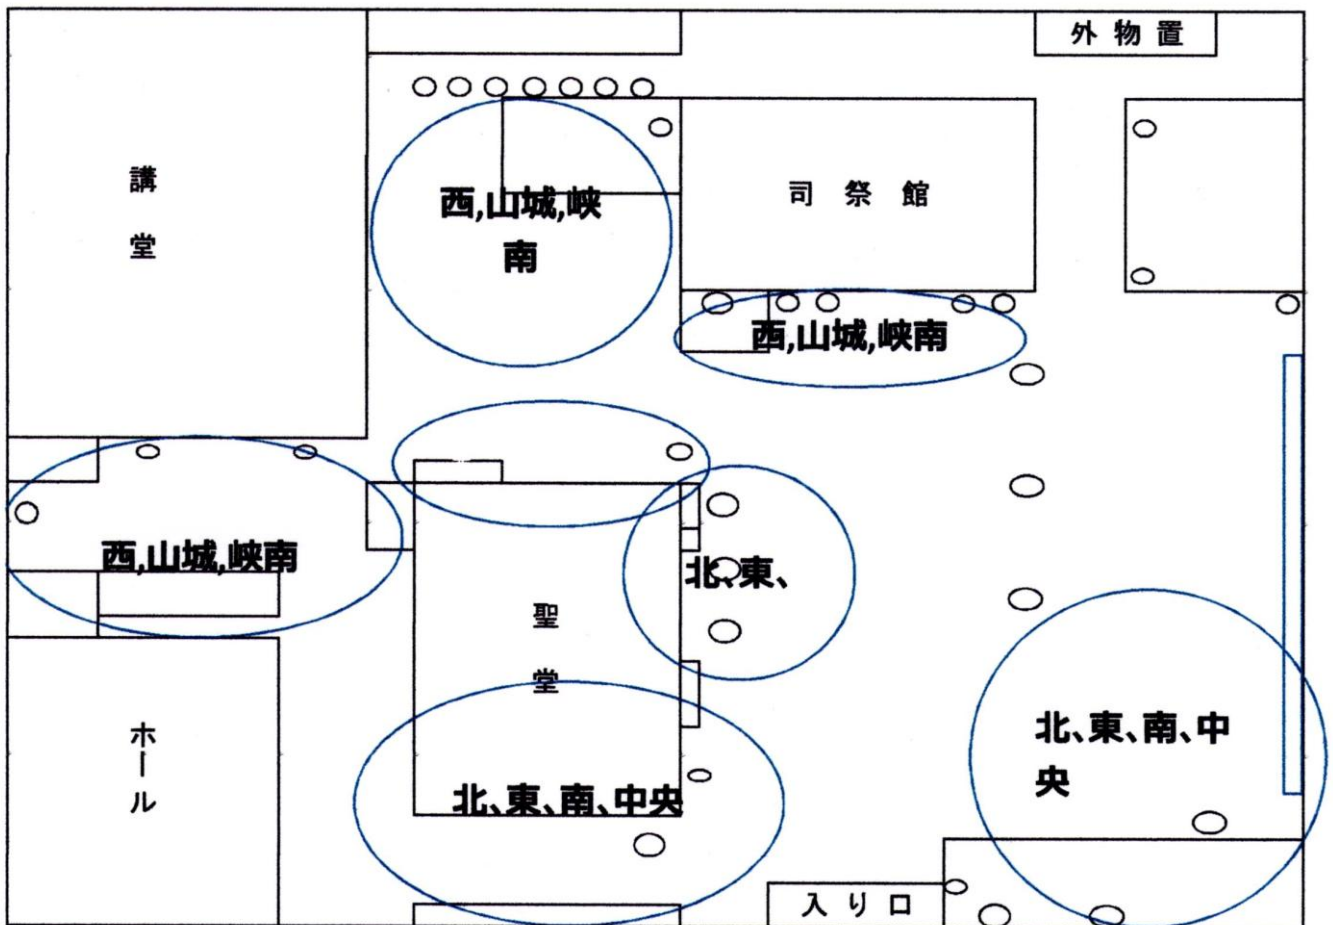 外物置
講堂
西,山城,峡
南
司祭館
西,山城,峡南
西,山城,峡南
北、東、
聖堂
ホール
北、東、南、中
央
北、東、南、中央
入り口